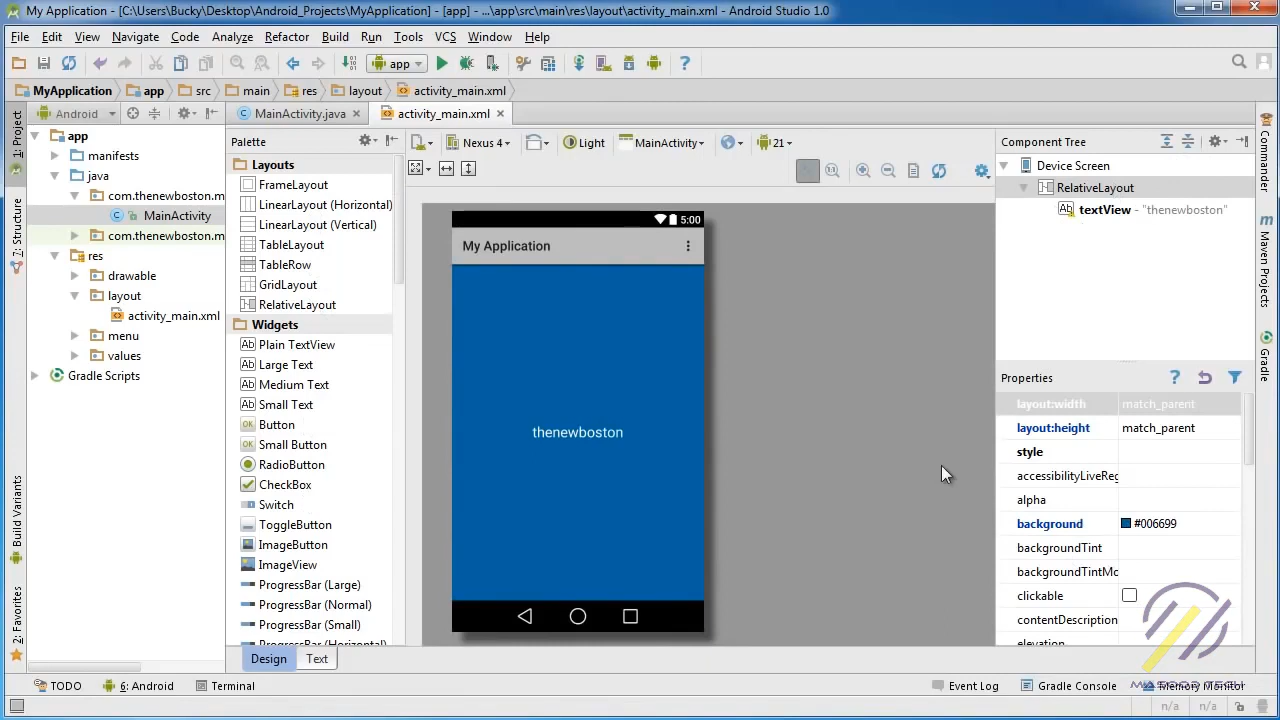 My Application - [C:\Users\Bucky\Desktop\Android_Projects\MyApplication] - [app] - ...\app\src\main\res\layout\activity_main.xml - Android Studio 1.0
File Edit View Navigate Code Analyze Refactor Build Run Tools VCS Window Help
app
MyApplication app src main res layout activity_main.xml
1: Project
7: Structure
Build Variants
2: Favorites
Android
app
manifests
java
com.thenewboston.m
MainActivity
com.thenewboston.m
res
drawable
layout
activity_main.xml
menu
values
Gradle Scripts
MainActivity.java activity_main.xml
Palette
Layouts
FrameLayout
LinearLayout (Horizontal)
LinearLayout (Vertical)
TableLayout
TableRow
GridLayout
RelativeLayout
Widgets
Plain TextView
Large Text
Medium Text
Small Text
Button
Small Button
RadioButton
CheckBox
Switch
ToggleButton
ImageButton
ImageView
ProgressBar (Large)
ProgressBar (Normal)
ProgressBar (Small)
ProgressBar (Horizontal)
Design Text
Nexus 4 Light MainActivity 21
5:00
My Application
thenewboston
Component Tree
Device Screen
RelativeLayout
textView - "thenewboston"
Properties
layout:width match_parent
layout:height match_parent
style
accessibilityLiveReg
alpha
background #006699
backgroundTint
backgroundTintMo
clickable
contentDescription
elevation
Commander
Maven Projects
Gradle
TODO 6: Android Terminal Event Log Gradle Console Memory Monitor
n/a n/a